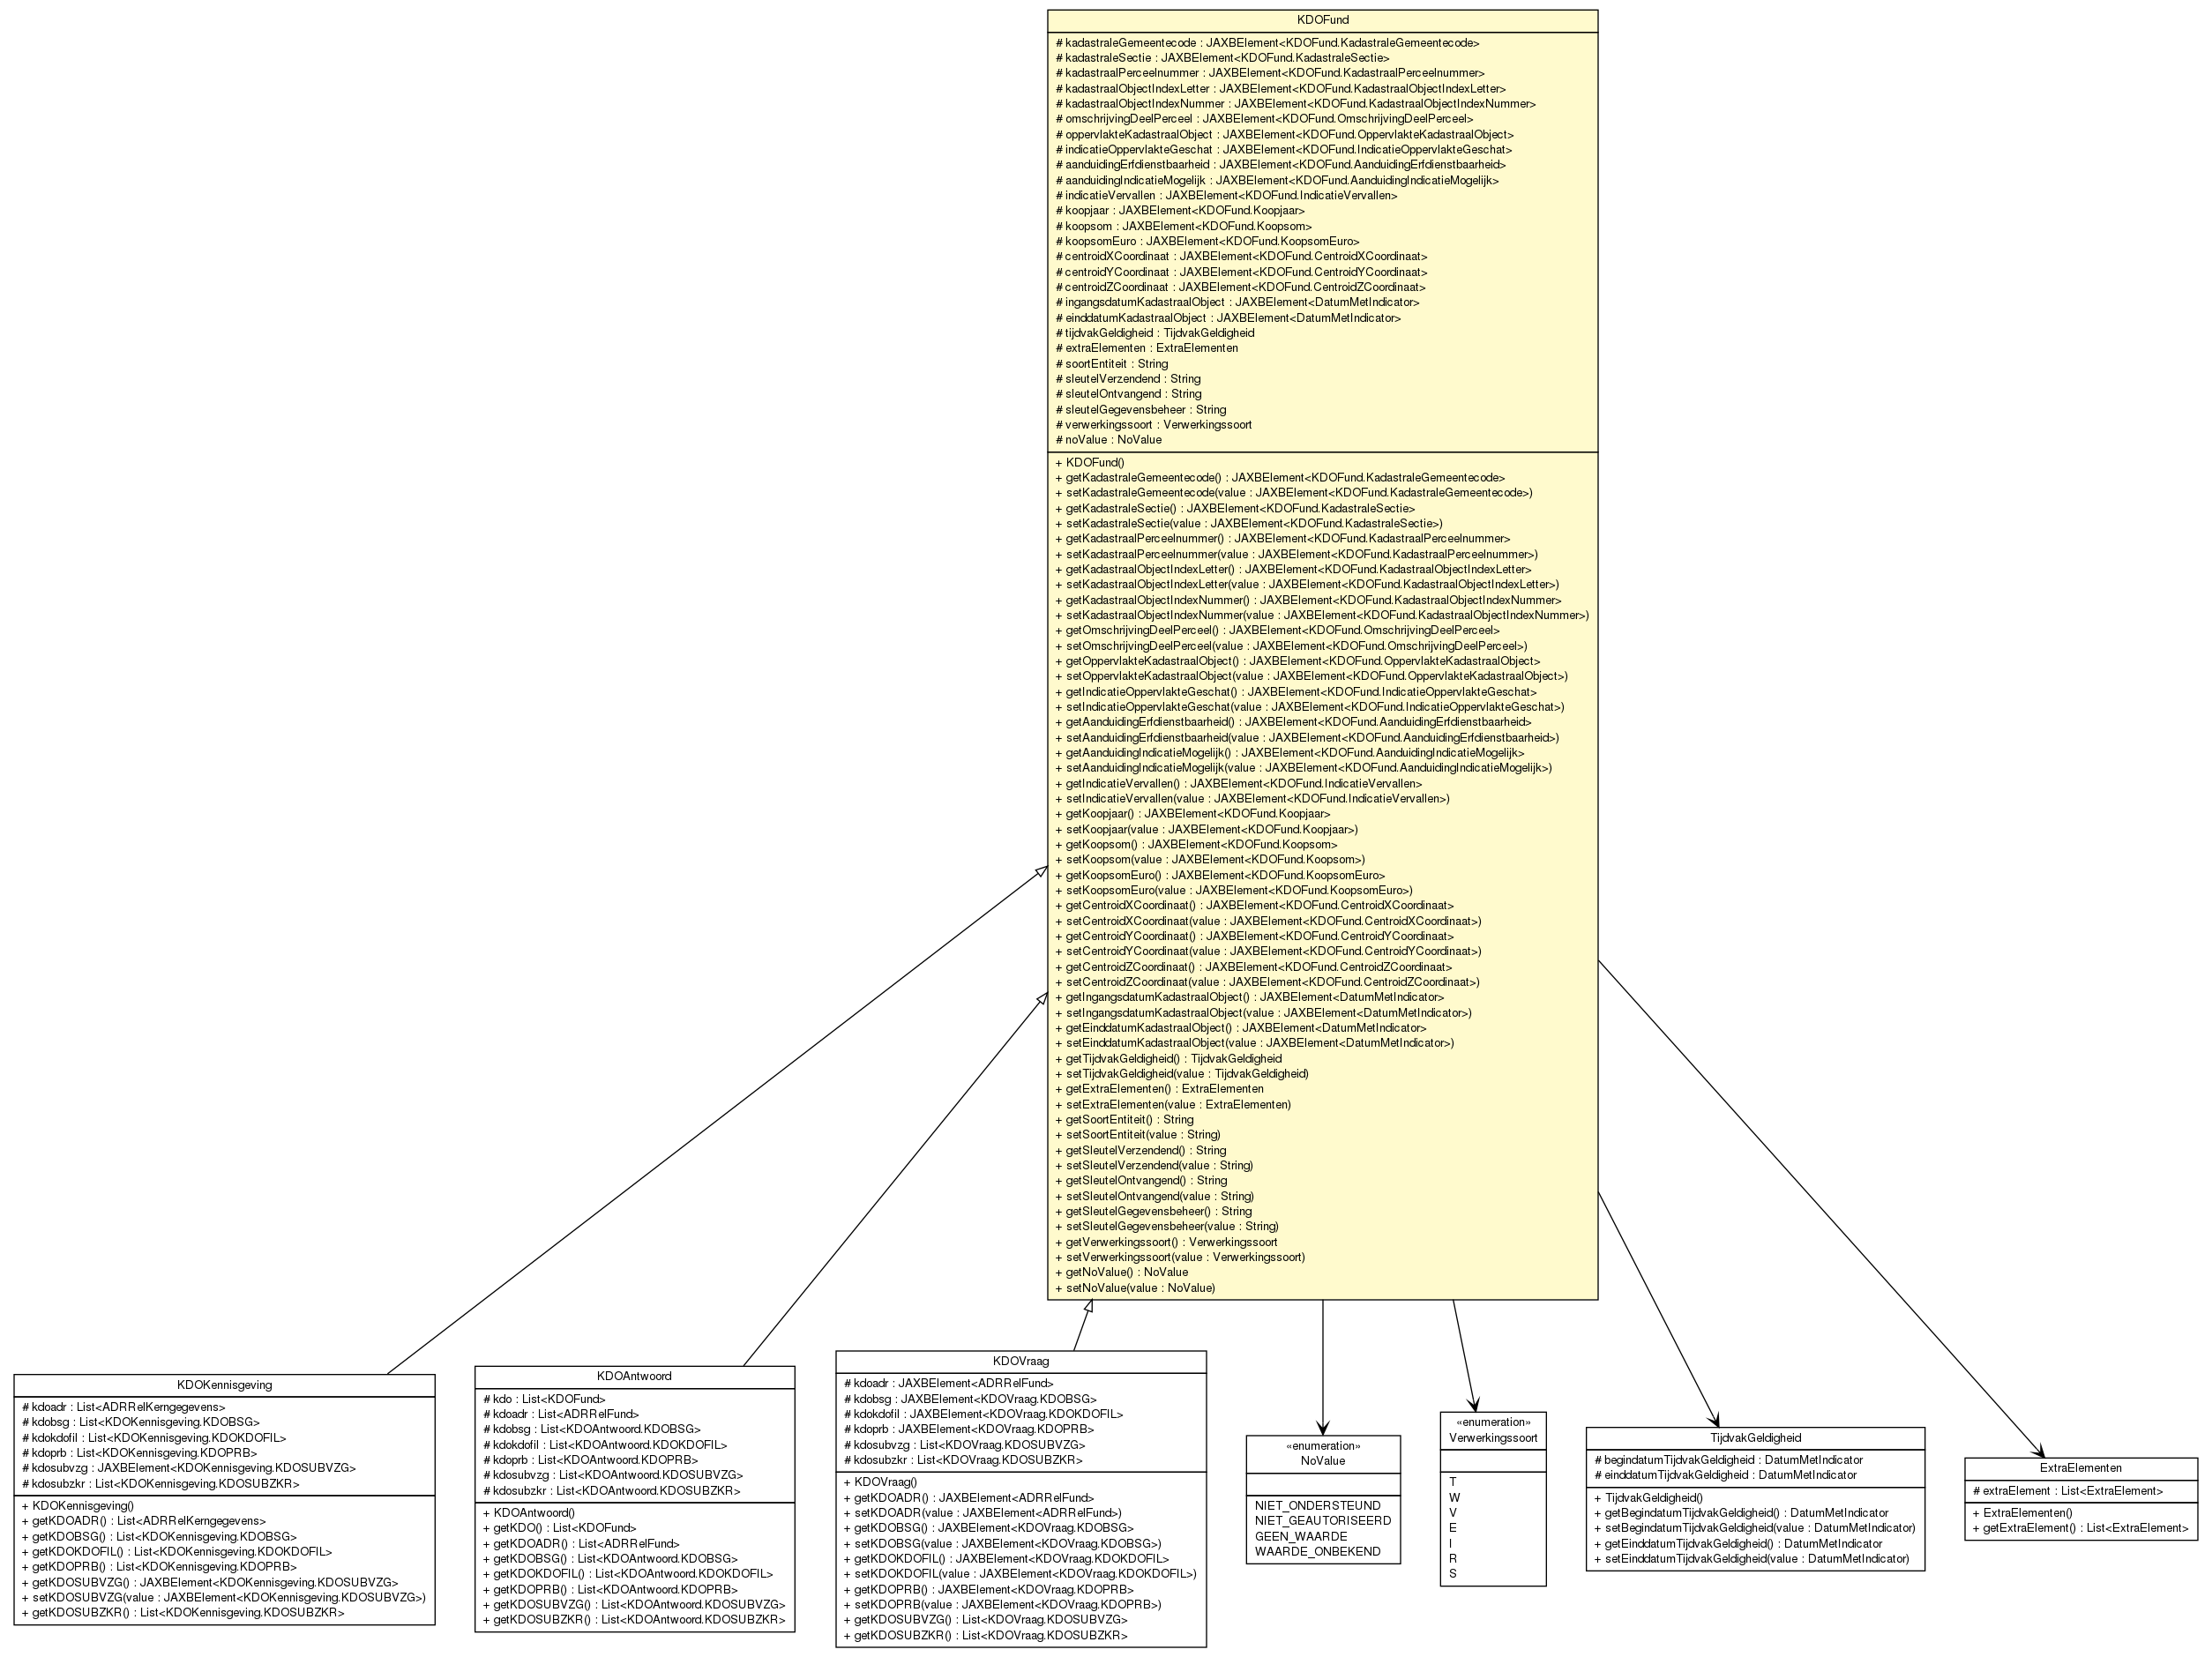 KDOFund
# kadastraleGemeentecode : JAXBElement<KDOFund.KadastraleGemeentecode>
# kadastraleSectie : JAXBElement<KDOFund.KadastraleSectie>
# kadastraalPerceelnummer : JAXBElement<KDOFund.KadastraalPerceelnummer>
# kadastraalObjectIndexLetter : JAXBElement<KDOFund.KadastraalObjectIndexLetter>
# kadastraalObjectIndexNummer : JAXBElement<KDOFund.KadastraalObjectIndexNummer>
# omschrijvingDeelPerceel : JAXBElement<KDOFund.OmschrijvingDeelPerceel>
# oppervlakteKadastraalObject : JAXBElement<KDOFund.OppervlakteKadastraalObject>
# indicatieOppervlakteGeschat : JAXBElement<KDOFund.IndicatieOppervlakteGeschat>
# aanduidingErfdienstbaarheid : JAXBElement<KDOFund.AanduidingErfdienstbaarheid>
# aanduidingIndicatieMogelijk : JAXBElement<KDOFund.AanduidingIndicatieMogelijk>
# indicatieVervallen : JAXBElement<KDOFund.IndicatieVervallen>
# koopjaar : JAXBElement<KDOFund.Koopjaar>
# koopsom : JAXBElement<KDOFund.Koopsom>
# koopsomEuro : JAXBElement<KDOFund.KoopsomEuro>
# centroidXCoordinaat : JAXBElement<KDOFund.CentroidXCoordinaat>
# centroidYCoordinaat : JAXBElement<KDOFund.CentroidYCoordinaat>
# centroidZCoordinaat : JAXBElement<KDOFund.CentroidZCoordinaat>
# ingangsdatumKadastraalObject : JAXBElement<DatumMetIndicator>
# einddatumKadastraalObject : JAXBElement<DatumMetIndicator>
# tijdvakGeldigheid : TijdvakGeldigheid
# extraElementen : ExtraElementen
# soortEntiteit : String
# sleutelVerzendend : String
# sleutelOntvangend : String
# sleutelGegevensbeheer : String
# verwerkingssoort : Verwerkingssoort
# noValue : NoValue
+ KDOFund()
+ getKadastraleGemeentecode() : JAXBElement<KDOFund.KadastraleGemeentecode>
+ setKadastraleGemeentecode(value : JAXBElement<KDOFund.KadastraleGemeentecode>)
+ getKadastraleSectie() : JAXBElement<KDOFund.KadastraleSectie>
+ setKadastraleSectie(value : JAXBElement<KDOFund.KadastraleSectie>)
+ getKadastraalPerceelnummer() : JAXBElement<KDOFund.KadastraalPerceelnummer>
+ setKadastraalPerceelnummer(value : JAXBElement<KDOFund.KadastraalPerceelnummer>)
+ getKadastraalObjectIndexLetter() : JAXBElement<KDOFund.KadastraalObjectIndexLetter>
+ setKadastraalObjectIndexLetter(value : JAXBElement<KDOFund.KadastraalObjectIndexLetter>)
+ getKadastraalObjectIndexNummer() : JAXBElement<KDOFund.KadastraalObjectIndexNummer>
+ setKadastraalObjectIndexNummer(value : JAXBElement<KDOFund.KadastraalObjectIndexNummer>)
+ getOmschrijvingDeelPerceel() : JAXBElement<KDOFund.OmschrijvingDeelPerceel>
+ setOmschrijvingDeelPerceel(value : JAXBElement<KDOFund.OmschrijvingDeelPerceel>)
+ getOppervlakteKadastraalObject() : JAXBElement<KDOFund.OppervlakteKadastraalObject>
+ setOppervlakteKadastraalObject(value : JAXBElement<KDOFund.OppervlakteKadastraalObject>)
+ getIndicatieOppervlakteGeschat() : JAXBElement<KDOFund.IndicatieOppervlakteGeschat>
+ setIndicatieOppervlakteGeschat(value : JAXBElement<KDOFund.IndicatieOppervlakteGeschat>)
+ getAanduidingErfdienstbaarheid() : JAXBElement<KDOFund.AanduidingErfdienstbaarheid>
+ setAanduidingErfdienstbaarheid(value : JAXBElement<KDOFund.AanduidingErfdienstbaarheid>)
+ getAanduidingIndicatieMogelijk() : JAXBElement<KDOFund.AanduidingIndicatieMogelijk>
+ setAanduidingIndicatieMogelijk(value : JAXBElement<KDOFund.AanduidingIndicatieMogelijk>)
+ getIndicatieVervallen() : JAXBElement<KDOFund.IndicatieVervallen>
+ setIndicatieVervallen(value : JAXBElement<KDOFund.IndicatieVervallen>)
+ getKoopjaar() : JAXBElement<KDOFund.Koopjaar>
+ setKoopjaar(value : JAXBElement<KDOFund.Koopjaar>)
+ getKoopsom() : JAXBElement<KDOFund.Koopsom>
+ setKoopsom(value : JAXBElement<KDOFund.Koopsom>)
+ getKoopsomEuro() : JAXBElement<KDOFund.KoopsomEuro>
+ setKoopsomEuro(value : JAXBElement<KDOFund.KoopsomEuro>)
+ getCentroidXCoordinaat() : JAXBElement<KDOFund.CentroidXCoordinaat>
+ setCentroidXCoordinaat(value : JAXBElement<KDOFund.CentroidXCoordinaat>)
+ getCentroidYCoordinaat() : JAXBElement<KDOFund.CentroidYCoordinaat>
+ setCentroidYCoordinaat(value : JAXBElement<KDOFund.CentroidYCoordinaat>)
+ getCentroidZCoordinaat() : JAXBElement<KDOFund.CentroidZCoordinaat>
+ setCentroidZCoordinaat(value : JAXBElement<KDOFund.CentroidZCoordinaat>)
+ getIngangsdatumKadastraalObject() : JAXBElement<DatumMetIndicator>
+ setIngangsdatumKadastraalObject(value : JAXBElement<DatumMetIndicator>)
+ getEinddatumKadastraalObject() : JAXBElement<DatumMetIndicator>
+ setEinddatumKadastraalObject(value : JAXBElement<DatumMetIndicator>)
+ getTijdvakGeldigheid() : TijdvakGeldigheid
+ setTijdvakGeldigheid(value : TijdvakGeldigheid)
+ getExtraElementen() : ExtraElementen
+ setExtraElementen(value : ExtraElementen)
+ getSoortEntiteit() : String
+ setSoortEntiteit(value : String)
+ getSleutelVerzendend() : String
+ setSleutelVerzendend(value : String)
+ getSleutelOntvangend() : String
+ setSleutelOntvangend(value : String)
+ getSleutelGegevensbeheer() : String
+ setSleutelGegevensbeheer(value : String)
+ getVerwerkingssoort() : Verwerkingssoort
+ setVerwerkingssoort(value : Verwerkingssoort)
+ getNoValue() : NoValue
+ setNoValue(value : NoValue)
KDOKennisgeving
# kdoadr : List<ADRRelKerngegevens>
# kdobsg : List<KDOKennisgeving.KDOBSG>
# kdokdofil : List<KDOKennisgeving.KDOKDOFIL>
# kdoprb : List<KDOKennisgeving.KDOPRB>
# kdosubvzg : JAXBElement<KDOKennisgeving.KDOSUBVZG>
# kdosubzkr : List<KDOKennisgeving.KDOSUBZKR>
+ KDOKennisgeving()
+ getKDOADR() : List<ADRRelKerngegevens>
+ getKDOBSG() : List<KDOKennisgeving.KDOBSG>
+ getKDOKDOFIL() : List<KDOKennisgeving.KDOKDOFIL>
+ getKDOPRB() : List<KDOKennisgeving.KDOPRB>
+ getKDOSUBVZG() : JAXBElement<KDOKennisgeving.KDOSUBVZG>
+ setKDOSUBVZG(value : JAXBElement<KDOKennisgeving.KDOSUBVZG>)
+ getKDOSUBZKR() : List<KDOKennisgeving.KDOSUBZKR>
KDOAntwoord
# kdo : List<KDOFund>
# kdoadr : List<ADRRelFund>
# kdobsg : List<KDOAntwoord.KDOBSG>
# kdokdofil : List<KDOAntwoord.KDOKDOFIL>
# kdoprb : List<KDOAntwoord.KDOPRB>
# kdosubvzg : List<KDOAntwoord.KDOSUBVZG>
# kdosubzkr : List<KDOAntwoord.KDOSUBZKR>
+ KDOAntwoord()
+ getKDO() : List<KDOFund>
+ getKDOADR() : List<ADRRelFund>
+ getKDOBSG() : List<KDOAntwoord.KDOBSG>
+ getKDOKDOFIL() : List<KDOAntwoord.KDOKDOFIL>
+ getKDOPRB() : List<KDOAntwoord.KDOPRB>
+ getKDOSUBVZG() : List<KDOAntwoord.KDOSUBVZG>
+ getKDOSUBZKR() : List<KDOAntwoord.KDOSUBZKR>
KDOVraag
# kdoadr : JAXBElement<ADRRelFund>
# kdobsg : JAXBElement<KDOVraag.KDOBSG>
# kdokdofil : JAXBElement<KDOVraag.KDOKDOFIL>
# kdoprb : JAXBElement<KDOVraag.KDOPRB>
# kdosubvzg : List<KDOVraag.KDOSUBVZG>
# kdosubzkr : List<KDOVraag.KDOSUBZKR>
+ KDOVraag()
+ getKDOADR() : JAXBElement<ADRRelFund>
+ setKDOADR(value : JAXBElement<ADRRelFund>)
+ getKDOBSG() : JAXBElement<KDOVraag.KDOBSG>
+ setKDOBSG(value : JAXBElement<KDOVraag.KDOBSG>)
+ getKDOKDOFIL() : JAXBElement<KDOVraag.KDOKDOFIL>
+ setKDOKDOFIL(value : JAXBElement<KDOVraag.KDOKDOFIL>)
+ getKDOPRB() : JAXBElement<KDOVraag.KDOPRB>
+ setKDOPRB(value : JAXBElement<KDOVraag.KDOPRB>)
+ getKDOSUBVZG() : List<KDOVraag.KDOSUBVZG>
+ getKDOSUBZKR() : List<KDOVraag.KDOSUBZKR>
«enumeration»
NoValue
NIET_ONDERSTEUND
NIET_GEAUTORISEERD
GEEN_WAARDE
WAARDE_ONBEKEND
«enumeration»
Verwerkingssoort
T
W
V
E
I
R
S
TijdvakGeldigheid
# begindatumTijdvakGeldigheid : DatumMetIndicator
# einddatumTijdvakGeldigheid : DatumMetIndicator
+ TijdvakGeldigheid()
+ getBegindatumTijdvakGeldigheid() : DatumMetIndicator
+ setBegindatumTijdvakGeldigheid(value : DatumMetIndicator)
+ getEinddatumTijdvakGeldigheid() : DatumMetIndicator
+ setEinddatumTijdvakGeldigheid(value : DatumMetIndicator)
ExtraElementen
# extraElement : List<ExtraElement>
+ ExtraElementen()
+ getExtraElement() : List<ExtraElement>